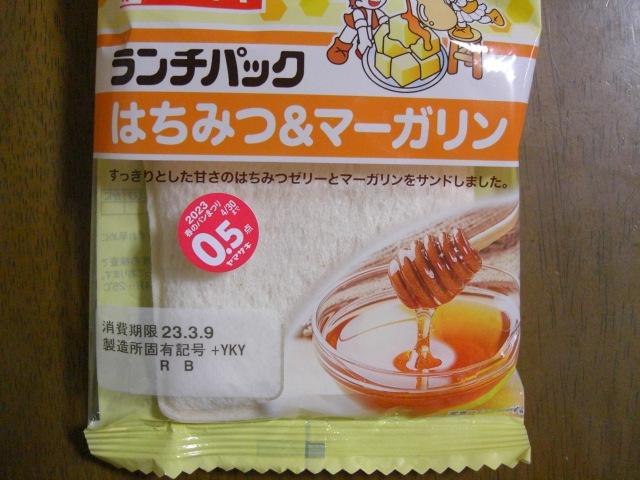 ランチパック
はちみつ&マーガリン
すっきりとした甘さのはちみつゼリーとマーガリンをサンドしました。
2023
春のパンまつり
4/30まで
0.5点
ヤマザキ
消費期限 23.3.9
製造所固有記号 +YKY
R B